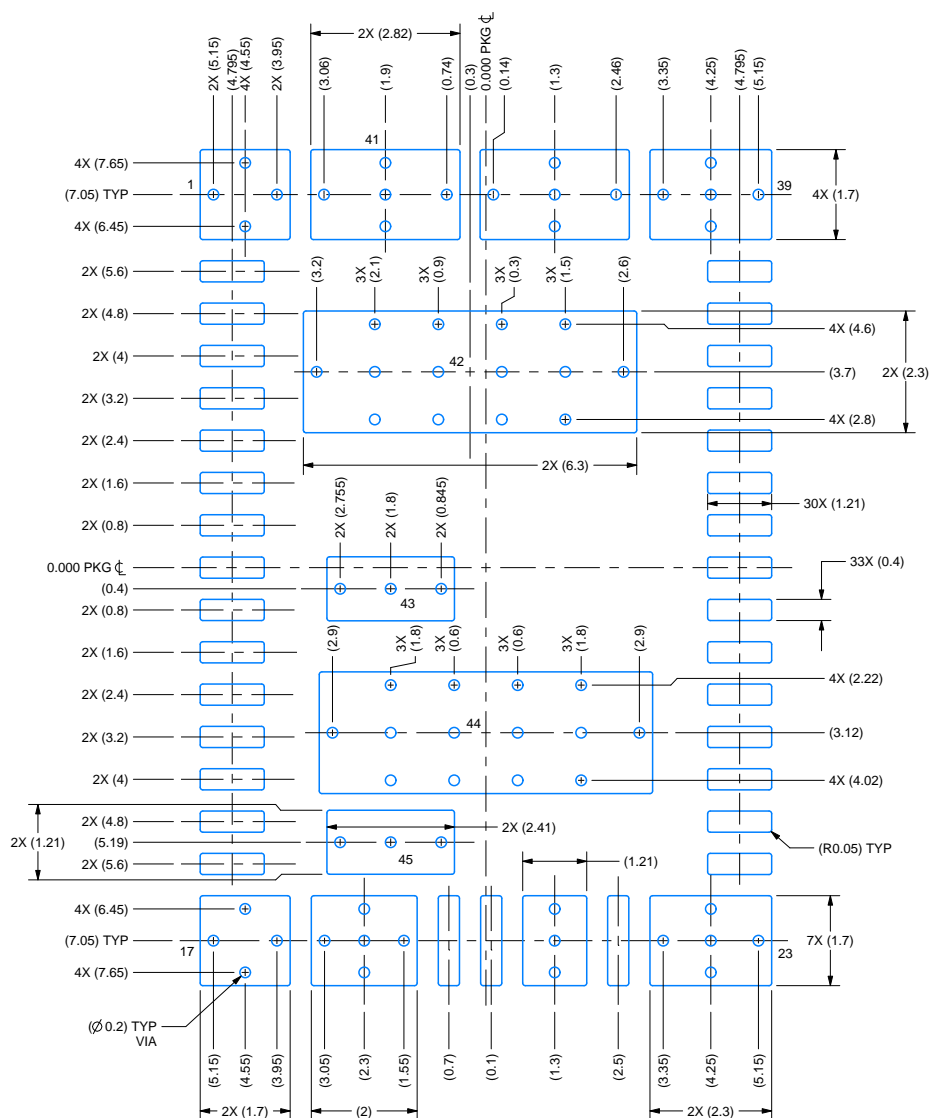 2X (2.82)
2X (5.15)
(4.795)
4X (4.55)
2X (3.95)
(3.06)
(1.9)
(0.74)
(0.3)
0.000 PKG ℄
(0.14)
(1.3)
(2.46)
(3.35)
(4.25)
(4.795)
(5.15)
41
4X (7.65)
(7.05) TYP
1
39
4X (1.7)
4X (6.45)
2X (5.6)
(3.2)
3X
(2.1)
3X
(0.9)
3X
(0.3)
3X
(1.5)
(2.6)
2X (4.8)
4X (4.6)
2X (4)
42
(3.7)
2X (2.3)
2X (3.2)
4X (2.8)
2X (2.4)
2X (6.3)
2X (1.6)
2X (2.755)
2X (1.8)
2X (0.845)
30X (1.21)
2X (0.8)
0.000 PKG ℄
33X (0.4)
(0.4)
43
2X (0.8)
2X (1.6)
(2.9)
3X
(1.8)
3X
(0.6)
3X
(0.6)
3X
(1.8)
(2.9)
2X (2.4)
4X (2.22)
2X (3.2)
44
(3.12)
2X (4)
4X (4.02)
2X (4.8)
2X (2.41)
2X (1.21)
(5.19)
45
(1.21)
(R0.05) TYP
2X (5.6)
4X (6.45)
(7.05) TYP
17
23
7X (1.7)
4X (7.65)
(Ø 0.2) TYP
VIA
(5.15)
(4.55)
(3.95)
(3.05)
(2.3)
(1.55)
(0.7)
(0.1)
(1.3)
(2.5)
(3.35)
(4.25)
(5.15)
2X (1.7)
(2)
2X (2.3)